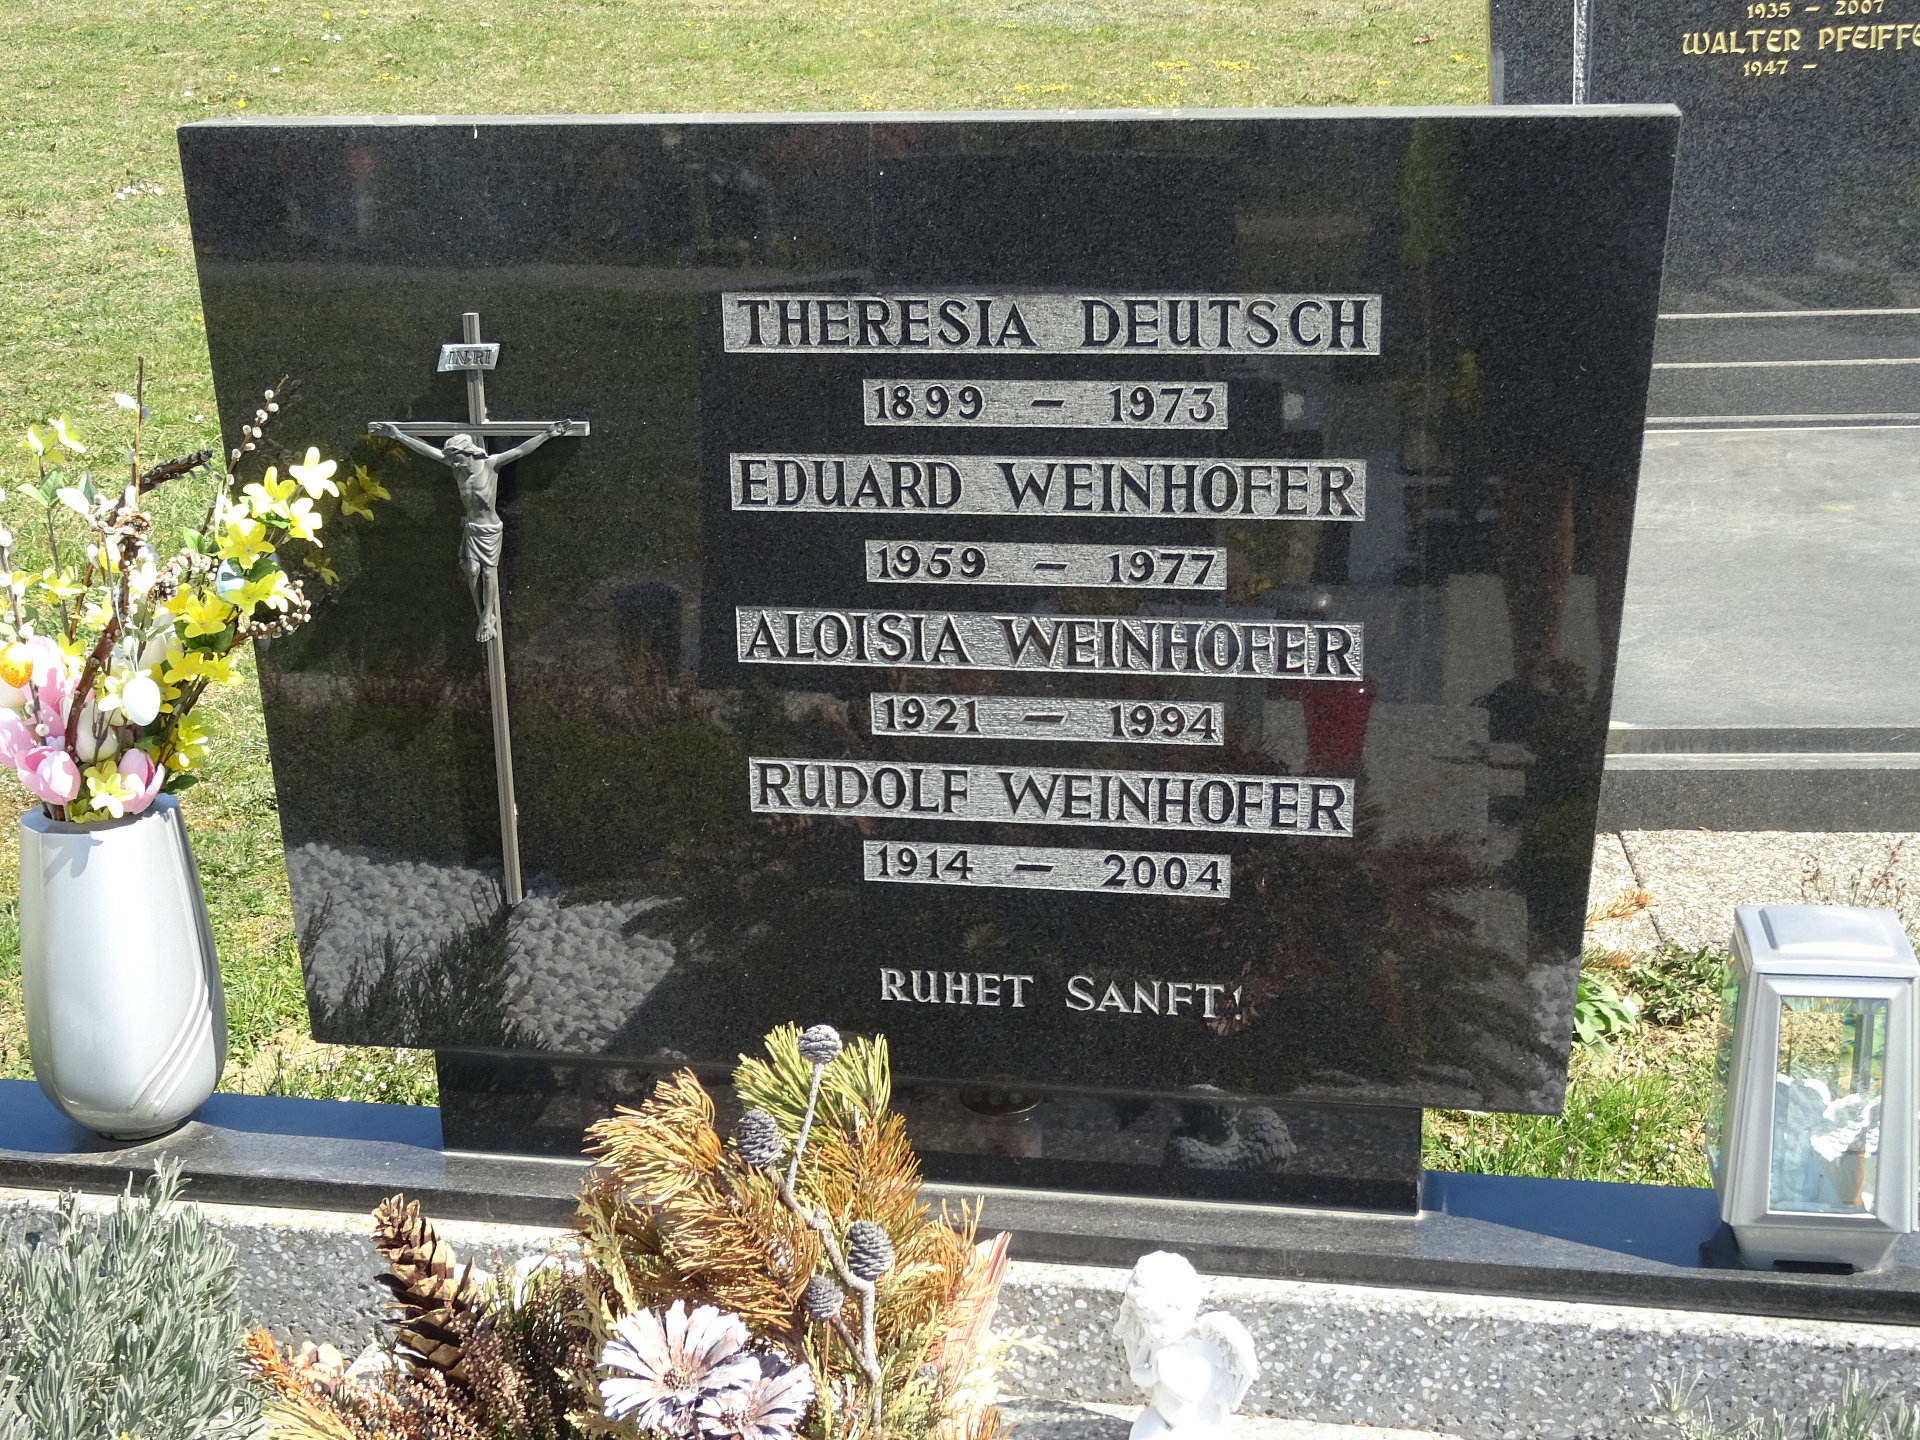 1935 – 2007
WALTER PFEIFFE
1947 –
INRI
THERESIA DEUTSCH
1899 – 1973
EDUARD WEINHOFER
1959 – 1977
ALOISIA WEINHOFER
1921 – 1994
RUDOLF WEINHOFER
1914 – 2004
RUHET SANFT!